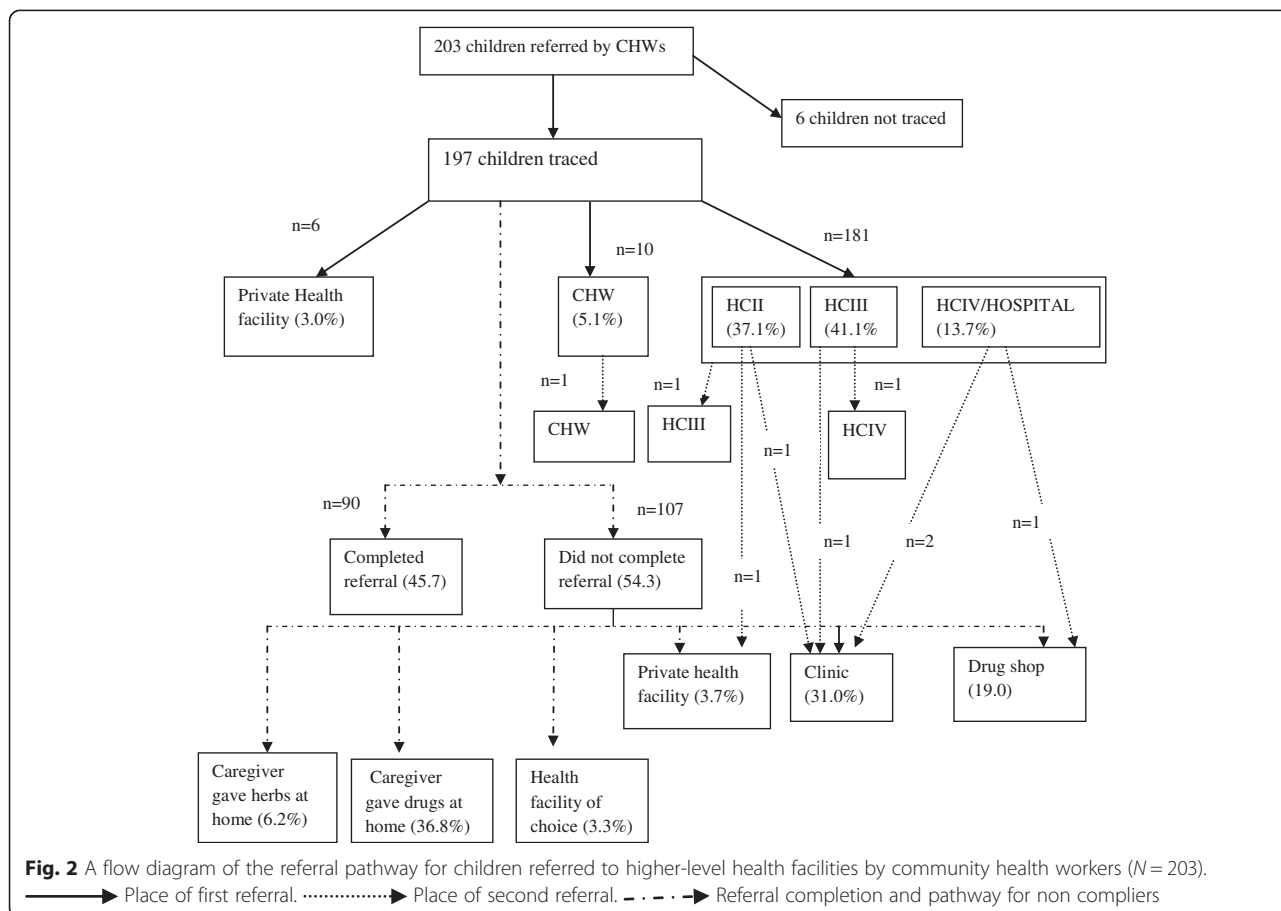 203 children referred by CHWs
6 children not traced
197 children traced
n=6
n=10
n=181
Private Health
facility (3.0%)
CHW
(5.1%)
HCII
(37.1%)
HCIII
(41.1%
HCIV/HOSPITAL
(13.7%)
n=1
n=1
n=1
CHW
HCIII
HCIV
n=1
n=90
n=107
n=1
n=1
n=2
n=1
Completed
referral (45.7)
Did not complete
referral (54.3)
Private health
facility (3.7%)
Clinic
(31.0%)
Drug shop
(19.0)
Caregiver
gave herbs at
home (6.2%)
Caregiver
gave drugs at
home (36.8%)
Health
facility of
choice (3.3%)
Fig. 2 A flow diagram of the referral pathway for children referred to higher-level health facilities by community health workers (N = 203).
Place of first referral. Place of second referral. Referral completion and pathway for non compliers